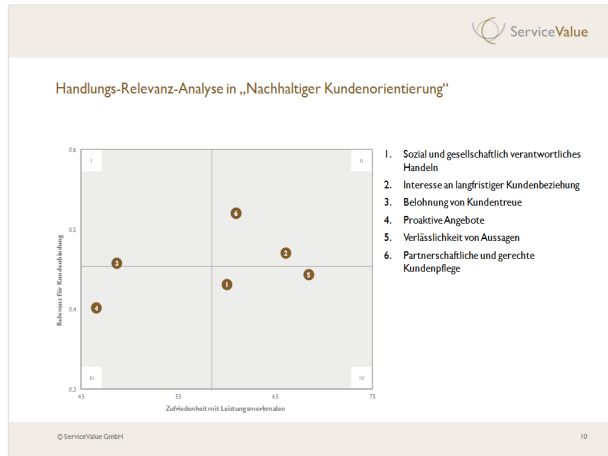 ServiceValue
Handlungs-Relevanz-Analyse in „Nachhaltiger Kundenorientierung“
0.6
I
II
0.5
6
2
3
5
1
0.4
4
III
IV
0.3
45
55
65
75
Relevanz für Kundenbindung
Zufriedenheit mit Leistungsmerkmalen
1. Sozial und gesellschaftlich verantwortliches
Handeln
2. Interesse an langfristiger Kundenbeziehung
3. Belohnung von Kundentreue
4. Proaktive Angebote
5. Verlässlichkeit von Aussagen
6. Partnerschaftliche und gerechte
Kundenpflege
© ServiceValue GmbH
10